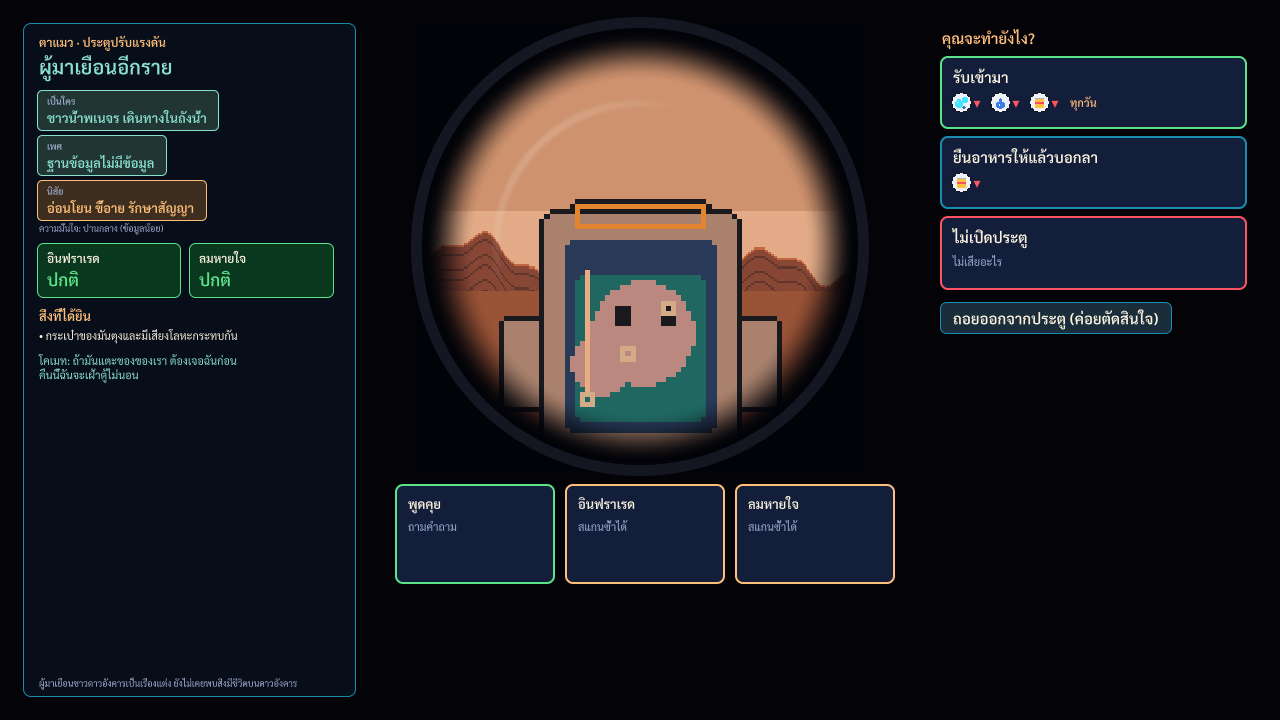 ตาแมว · ประตูปรับแรงดัน
ผู้มาเยือนอีกราย
เป็นใคร
ชาวน้ำพเนจร เดินทางในถังน้ำ
เพศ
ฐานข้อมูลไม่มีข้อมูล
นิสัย
อ่อนโยน ขี้อาย รักษาสัญญา
ความมั่นใจ: ปานกลาง (ข้อมูลน้อย)
อินฟราเรด
ปกติ
ลมหายใจ
ปกติ
สิ่งที่ได้ยิน
• กระเป๋าของมันตุงและมีเสียงโลหะกระทบกัน
โคเมท: ถ้ามันแตะของของเรา ต้องเจอฉันก่อน
คืนนี้ฉันจะเฝ้าตู้ไม่นอน
ผู้มาเยือนชาวดาวอังคารเป็นเรื่องแต่ง ยังไม่เคยพบสิ่งมีชีวิตบนดาวอังคาร
พูดคุย
ถามคำถาม
อินฟราเรด
สแกนซ้ำได้
ลมหายใจ
สแกนซ้ำได้
คุณจะทำยังไง?
รับเข้ามา
ทุกวัน
ยื่นอาหารให้แล้วบอกลา
ไม่เปิดประตู
ไม่เสียอะไร
ถอยออกจากประตู (ค่อยตัดสินใจ)